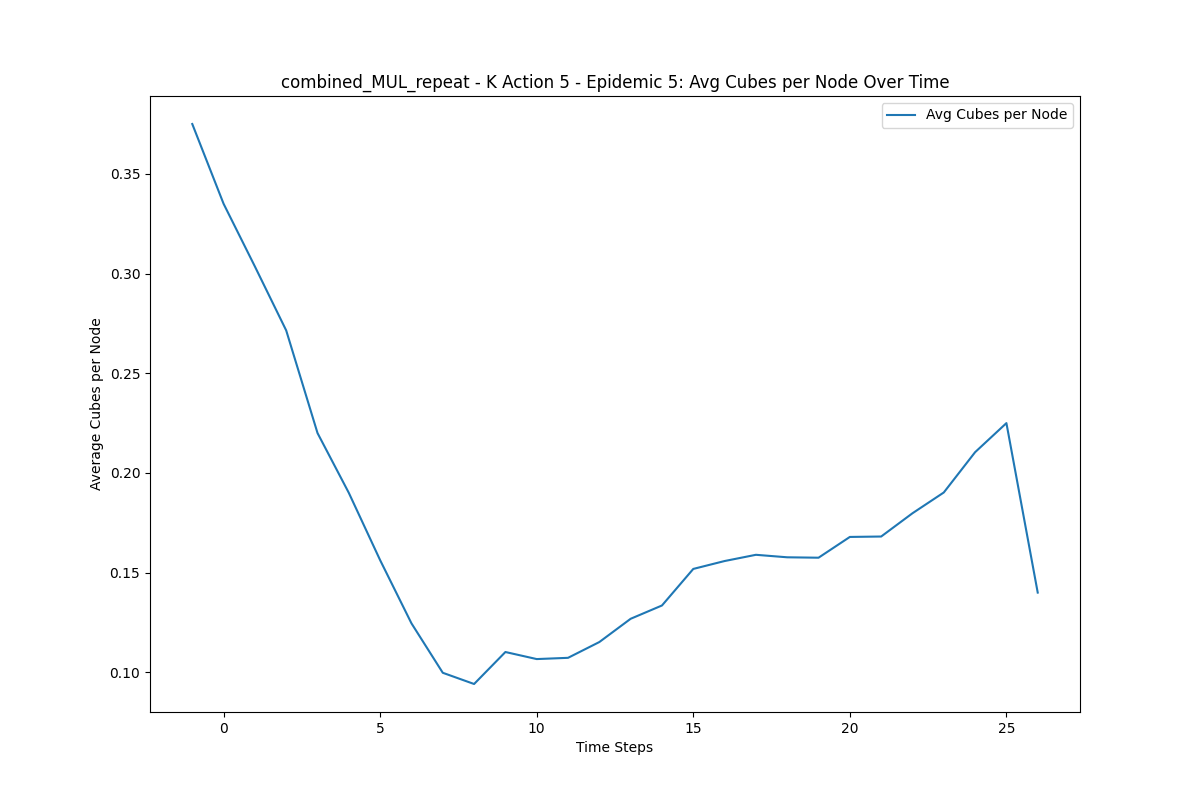 combined_MUL_repeat - K Action 5 - Epidemic 5: Avg Cubes per Node Over Time
Avg Cubes per Node
0.35
0.30
0.25
0.20
0.15
0.10
Average Cubes per Node
0 5 10 15 20 25
Time Steps